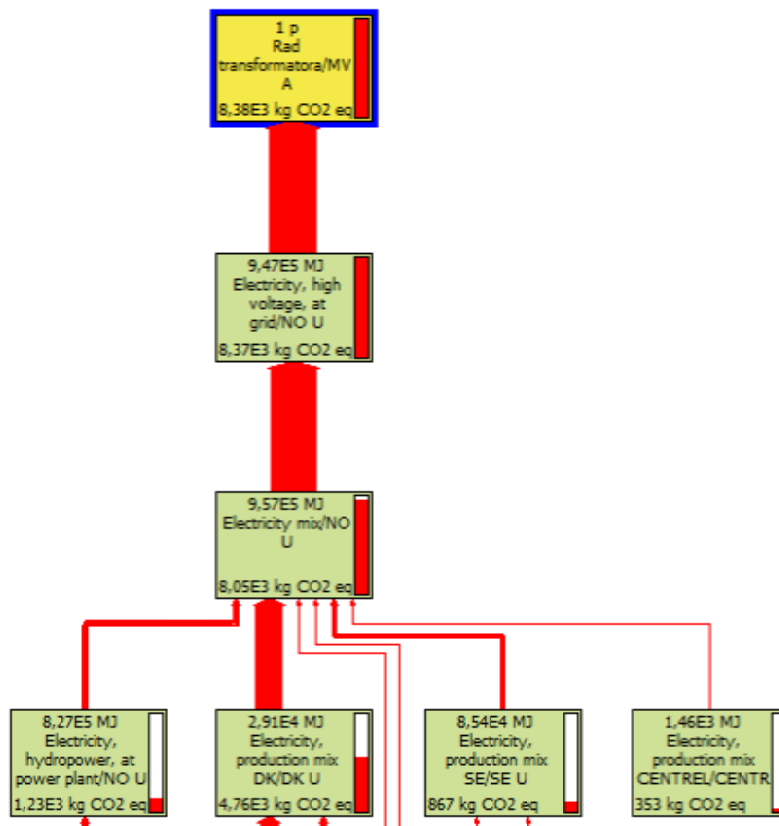 1 p
Rad
transformatora/MV
A
8,38E3 kg CO2 eq
9,47E5 MJ
Electricity, high
voltage, at
grid/NO U
8,37E3 kg CO2 eq
9,57E5 MJ
Electricity mix/NO
U
8,05E3 kg CO2 eq
8,27E5 MJ
Electricity,
hydropower, at
power plant/NO U
1,23E3 kg CO2 eq
2,91E4 MJ
Electricity,
production mix
DK/DK U
4,76E3 kg CO2 eq
8,54E4 MJ
Electricity,
production mix
SE/SE U
867 kg CO2 eq
1,46E3 MJ
Electricity,
production mix
CENTREL/CENTR
353 kg CO2 eq